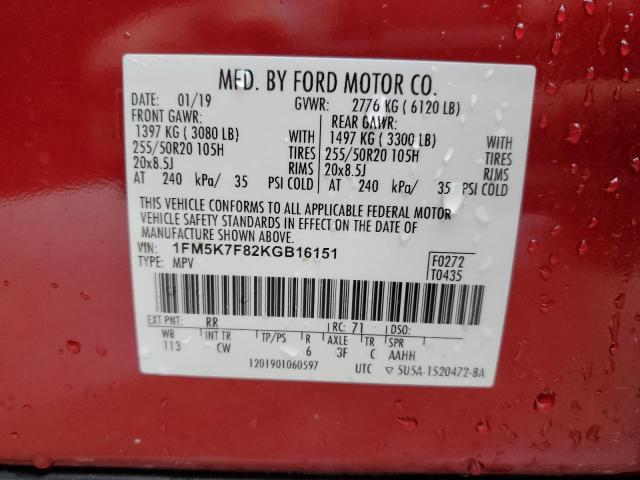 MFD. BY FORD MOTOR CO.
DATE: 01/19 GVWR: 2776 KG ( 6120 LB)
FRONT GAWR: REAR GAWR:
1397 KG ( 3080 LB) WITH 1497 KG ( 3300 LB) WITH
255/50R20 105H TIRES 255/50R20 105H TIRES
20x8.5J RIMS 20x8.5J RIMS
AT 240 kPa/ 35 PSI COLD AT 240 kPa/ 35 PSI COLD
THIS VEHICLE CONFORMS TO ALL APPLICABLE FEDERAL MOTOR
VEHICLE SAFETY STANDARDS IN EFFECT ON THE DATE OF
MANUFACTURE SHOWN ABOVE.
VIN: 1FM5K7F82KGB16151 F0272
TYPE: MPV T0435
EXT PNT: RR RC: 71 DSO:
WB INT TR TP/PS R AXLE TR SPR
113 CW 6 3F C AAHH
1201901060597 UTC 5U5A-1520472-BA